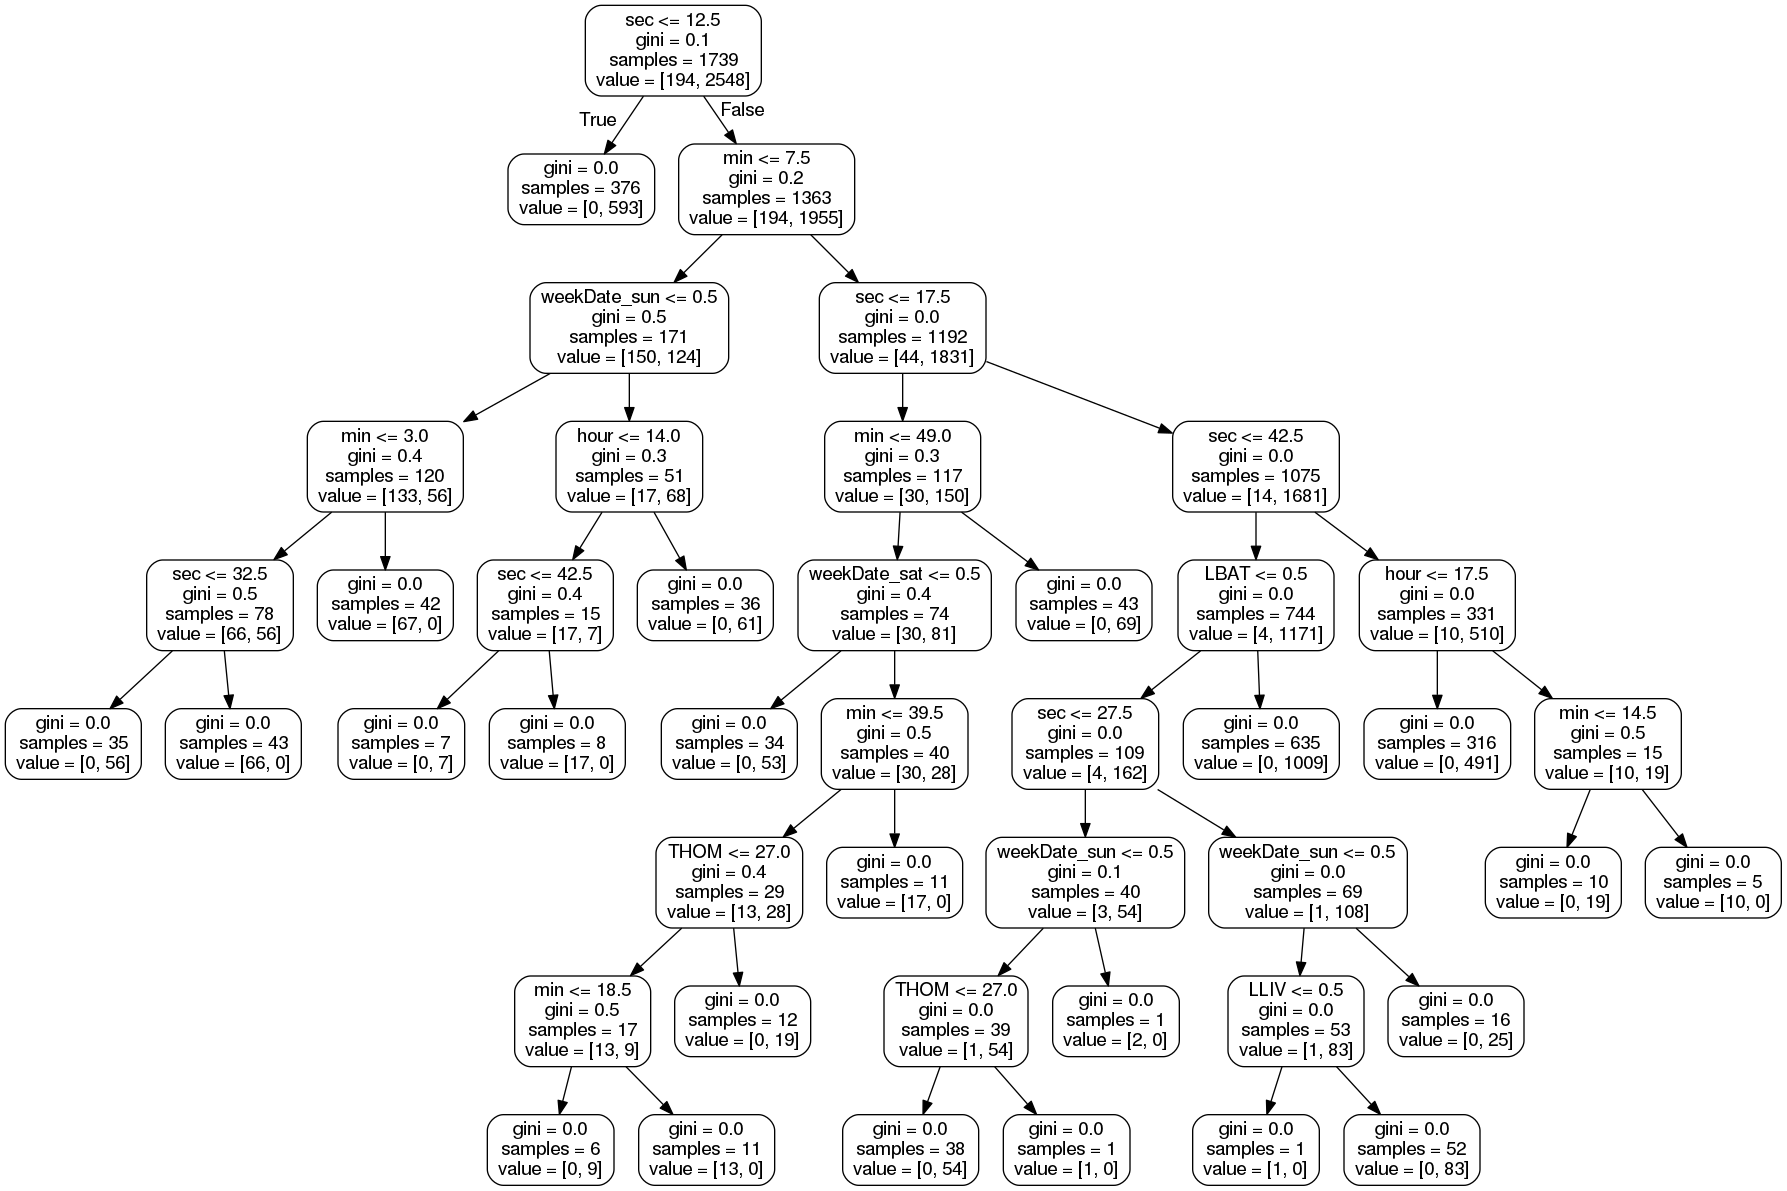 sec <= 12.5
gini = 0.1
samples = 1739
value = [194, 2548]
True
False
gini = 0.0
samples = 376
value = [0, 593]
min <= 7.5
gini = 0.2
samples = 1363
value = [194, 1955]
weekDate_sun <= 0.5
gini = 0.5
samples = 171
value = [150, 124]
sec <= 17.5
gini = 0.0
samples = 1192
value = [44, 1831]
min <= 3.0
gini = 0.4
samples = 120
value = [133, 56]
hour <= 14.0
gini = 0.3
samples = 51
value = [17, 68]
min <= 49.0
gini = 0.3
samples = 117
value = [30, 150]
sec <= 42.5
gini = 0.0
samples = 1075
value = [14, 1681]
sec <= 32.5
gini = 0.5
samples = 78
value = [66, 56]
gini = 0.0
samples = 42
value = [67, 0]
sec <= 42.5
gini = 0.4
samples = 15
value = [17, 7]
gini = 0.0
samples = 36
value = [0, 61]
weekDate_sat <= 0.5
gini = 0.4
samples = 74
value = [30, 81]
gini = 0.0
samples = 43
value = [0, 69]
LBAT <= 0.5
gini = 0.0
samples = 744
value = [4, 1171]
hour <= 17.5
gini = 0.0
samples = 331
value = [10, 510]
gini = 0.0
samples = 35
value = [0, 56]
gini = 0.0
samples = 43
value = [66, 0]
gini = 0.0
samples = 7
value = [0, 7]
gini = 0.0
samples = 8
value = [17, 0]
gini = 0.0
samples = 34
value = [0, 53]
min <= 39.5
gini = 0.5
samples = 40
value = [30, 28]
sec <= 27.5
gini = 0.0
samples = 109
value = [4, 162]
gini = 0.0
samples = 635
value = [0, 1009]
gini = 0.0
samples = 316
value = [0, 491]
min <= 14.5
gini = 0.5
samples = 15
value = [10, 19]
THOM <= 27.0
gini = 0.4
samples = 29
value = [13, 28]
gini = 0.0
samples = 11
value = [17, 0]
weekDate_sun <= 0.5
gini = 0.1
samples = 40
value = [3, 54]
weekDate_sun <= 0.5
gini = 0.0
samples = 69
value = [1, 108]
gini = 0.0
samples = 10
value = [0, 19]
gini = 0.0
samples = 5
value = [10, 0]
min <= 18.5
gini = 0.5
samples = 17
value = [13, 9]
gini = 0.0
samples = 12
value = [0, 19]
THOM <= 27.0
gini = 0.0
samples = 39
value = [1, 54]
gini = 0.0
samples = 1
value = [2, 0]
LLIV <= 0.5
gini = 0.0
samples = 53
value = [1, 83]
gini = 0.0
samples = 16
value = [0, 25]
gini = 0.0
samples = 6
value = [0, 9]
gini = 0.0
samples = 11
value = [13, 0]
gini = 0.0
samples = 38
value = [0, 54]
gini = 0.0
samples = 1
value = [1, 0]
gini = 0.0
samples = 1
value = [1, 0]
gini = 0.0
samples = 52
value = [0, 83]